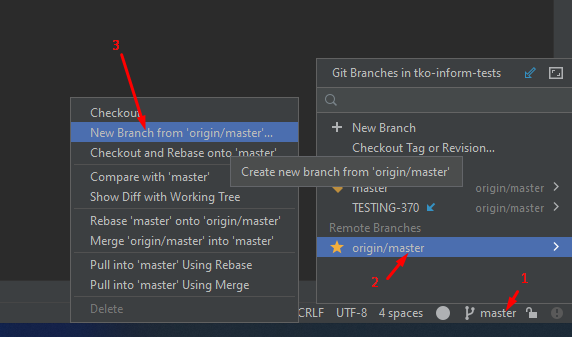 3
Git Branches in tko-inform-tests
Checkout
New Branch from 'origin/master'...
Checkout and Rebase onto 'master'
Compare with 'master'
Show Diff with Working Tree
Rebase 'master' onto 'origin/master'
Merge 'origin/master' into 'master'
Pull into 'master' Using Rebase
Pull into 'master' Using Merge
Delete
New Branch
Checkout Tag or Revision...
Create new branch from 'origin/master'
master origin/master
TESTING-370 origin/master
Remote Branches
origin/master
2
1
CRLF UTF-8 4 spaces master